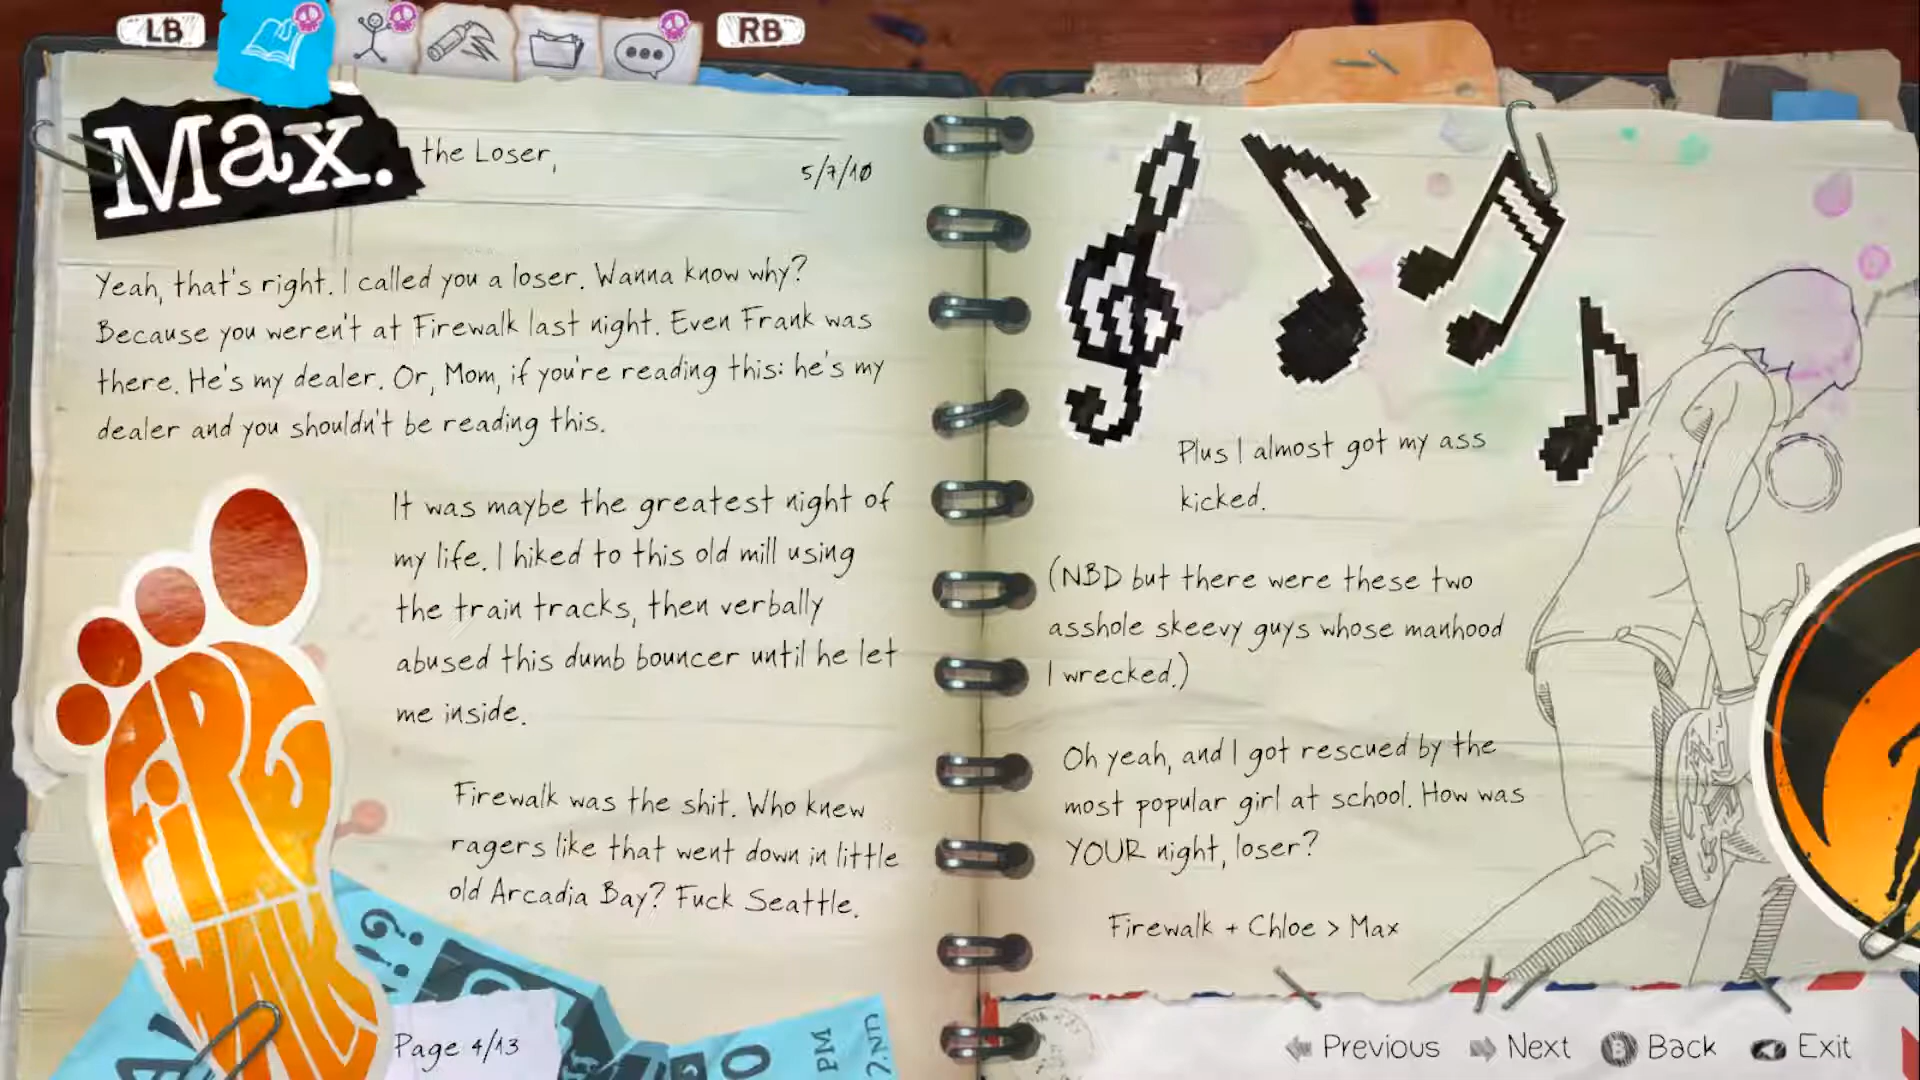 LB
RB
Max.
the Loser,
5/7/10
Yeah, that's right. I called you a loser. Wanna know why?
Because you weren't at Firewalk last night. Even Frank was
there. He's my dealer. Or, Mom, if you're reading this: he's my
dealer and you shouldn't be reading this.
It was maybe the greatest night of
my life. I hiked to this old mill using
the train tracks, then verbally
abused this dumb bouncer until he let
me inside.
Firewalk was the shit. Who knew
ragers like that went down in little
old Arcadia Bay? Fuck Seattle.
FiRE
WALK
PM
Page 4/13
Plus I almost got my ass
kicked.
(NBD but there were these two
asshole skeevy guys whose manhood
I wrecked.)
Oh yeah, and I got rescued by the
most popular girl at school. How was
YOUR night, loser?
Firewalk + Chloe > Max
Previous Next B Back Exit